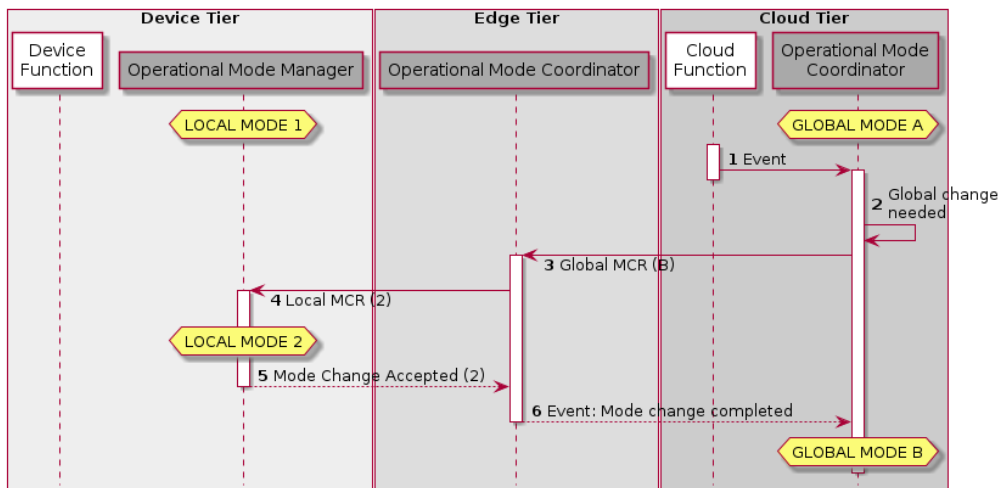 Device Tier
Edge Tier
Cloud Tier
Device
Function
Operational Mode Manager
Operational Mode Coordinator
Cloud
Function
Operational Mode
Coordinator
LOCAL MODE 1
GLOBAL MODE A
1 Event
2 Global change
needed
3 Global MCR (B)
4 Local MCR (2)
LOCAL MODE 2
5 Mode Change Accepted (2)
6 Event: Mode change completed
GLOBAL MODE B